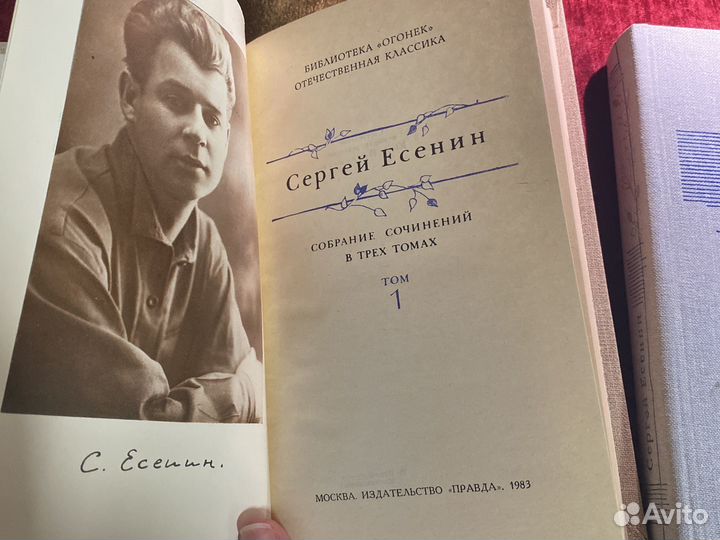 С. Есенин.
БИБЛИОТЕКА «ОГОНЕК»
ОТЕЧЕСТВЕННАЯ КЛАССИКА
Сергей Есенин
СОБРАНИЕ СОЧИНЕНИЙ
В ТРЕХ ТОМАХ
ТОМ
1
МОСКВА. ИЗДАТЕЛЬСТВО «ПРАВДА». 1983
Сергей Есенин
Avito